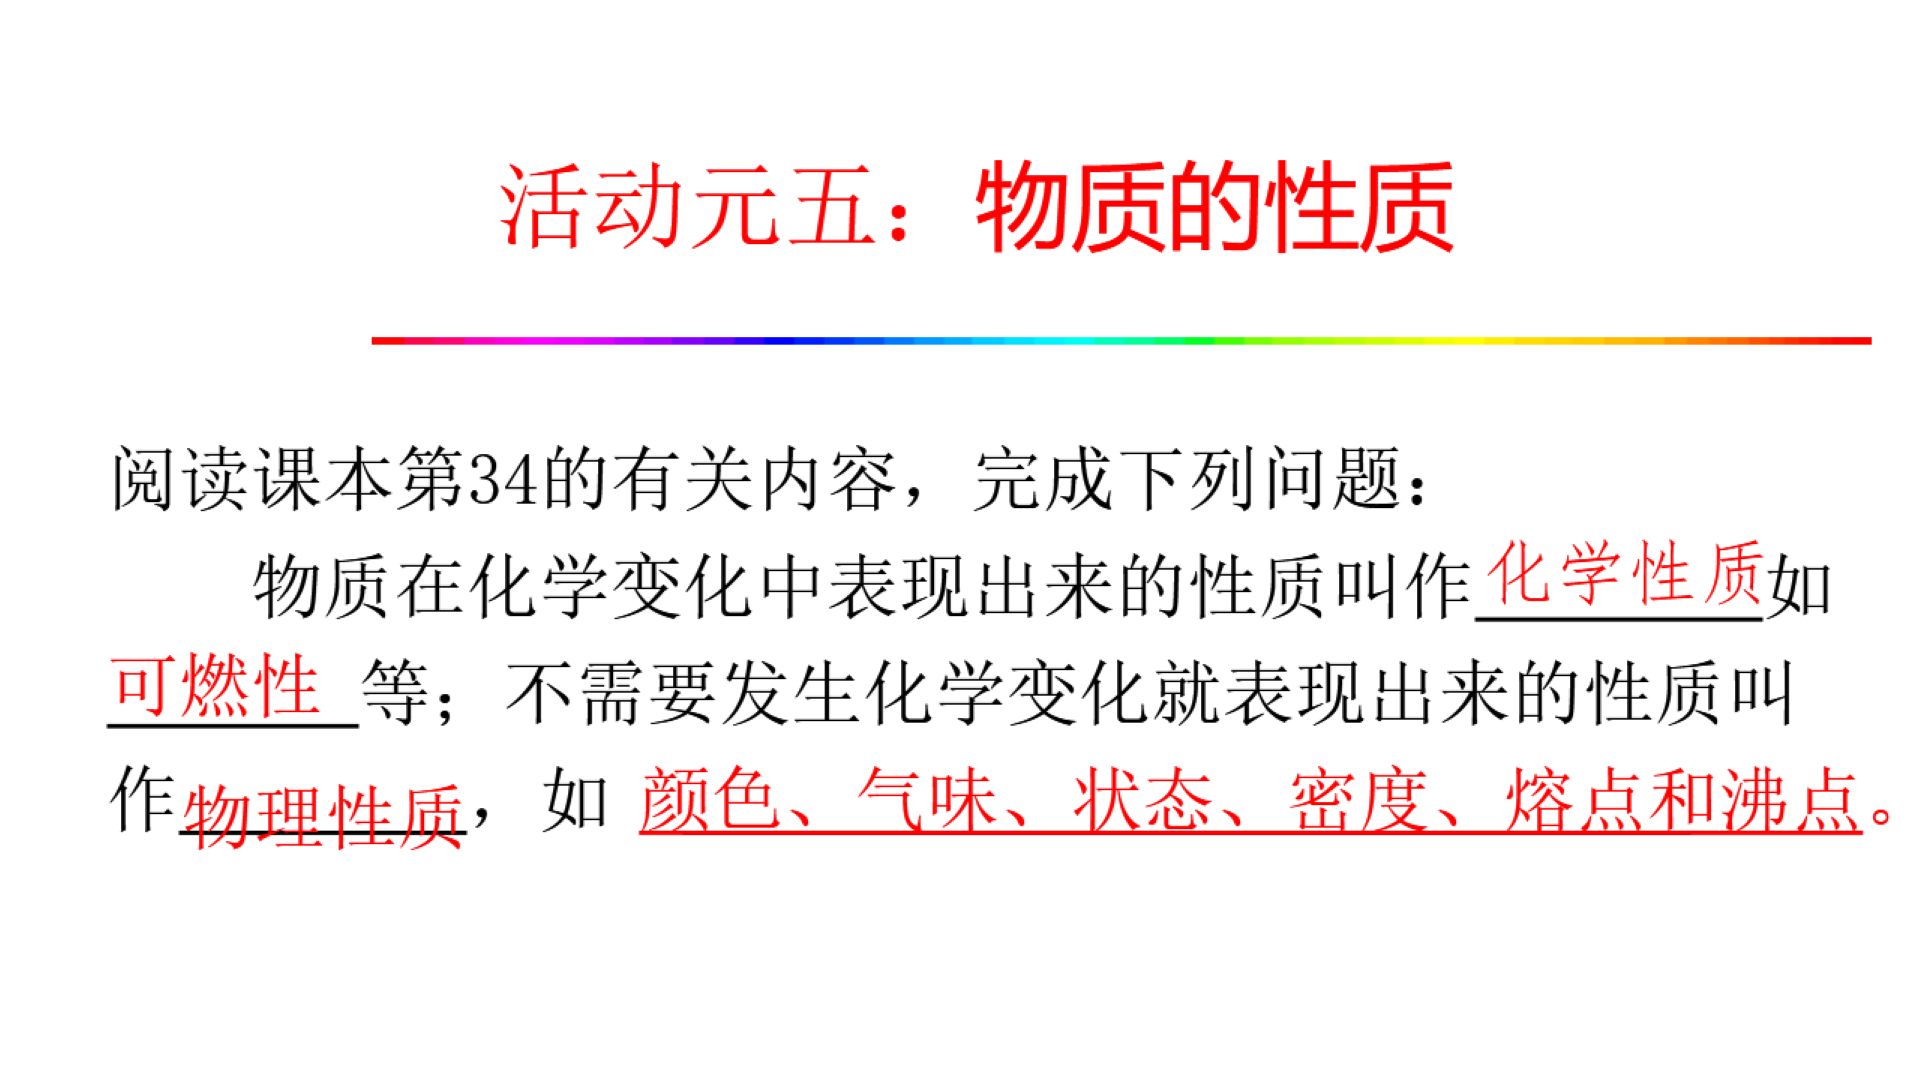 活动元五：物质的性质
阅读课本第34的有关内容，完成下列问题：
物质在化学变化中表现出来的性质叫作化学性质如
可燃性等；不需要发生化学变化就表现出来的性质叫
作物理性质，如 颜色、气味、状态、密度、熔点和沸点。